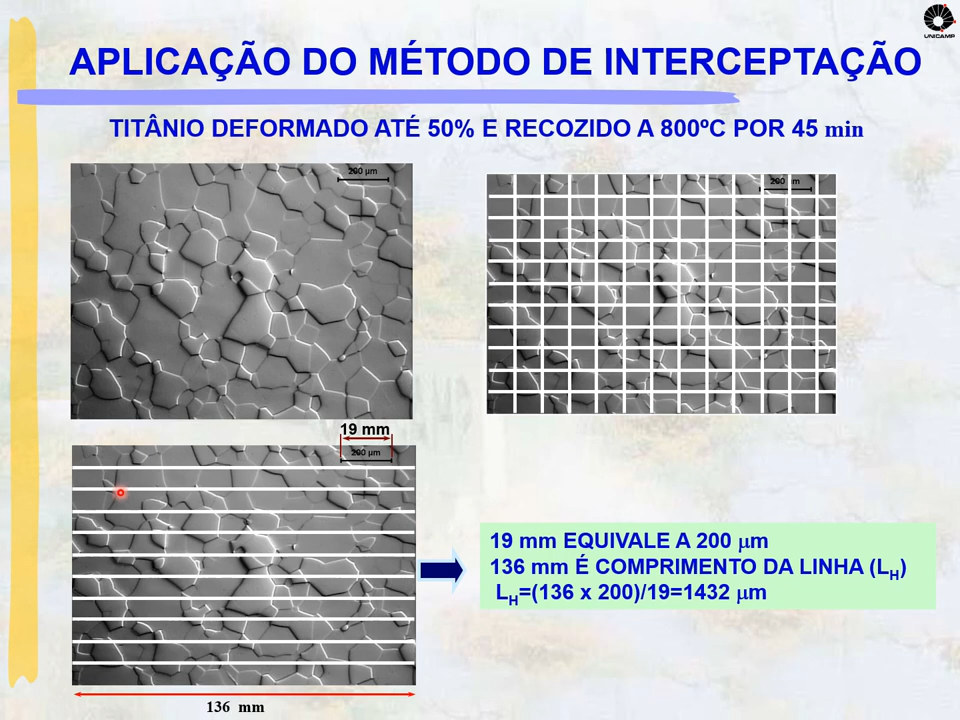 UNICAMP
APLICAÇÃO DO MÉTODO DE INTERCEPTAÇÃO
TITÂNIO DEFORMADO ATÉ 50% E RECOZIDO A 800ºC POR 45 min
200 µm
200 m
19 mm
200 µm
19 mm EQUIVALE A 200 µm
136 mm É COMPRIMENTO DA LINHA (LH)
LH=(136 x 200)/19=1432 µm
136 mm